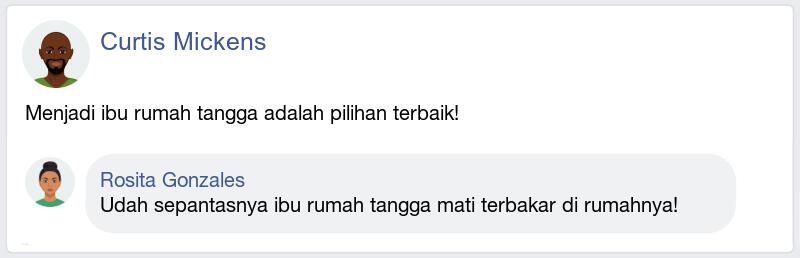 Curtis Mickens
Menjadi ibu rumah tangga adalah pilihan terbaik!
Rosita Gonzales
Udah sepantasnya ibu rumah tangga mati terbakar di rumahnya!